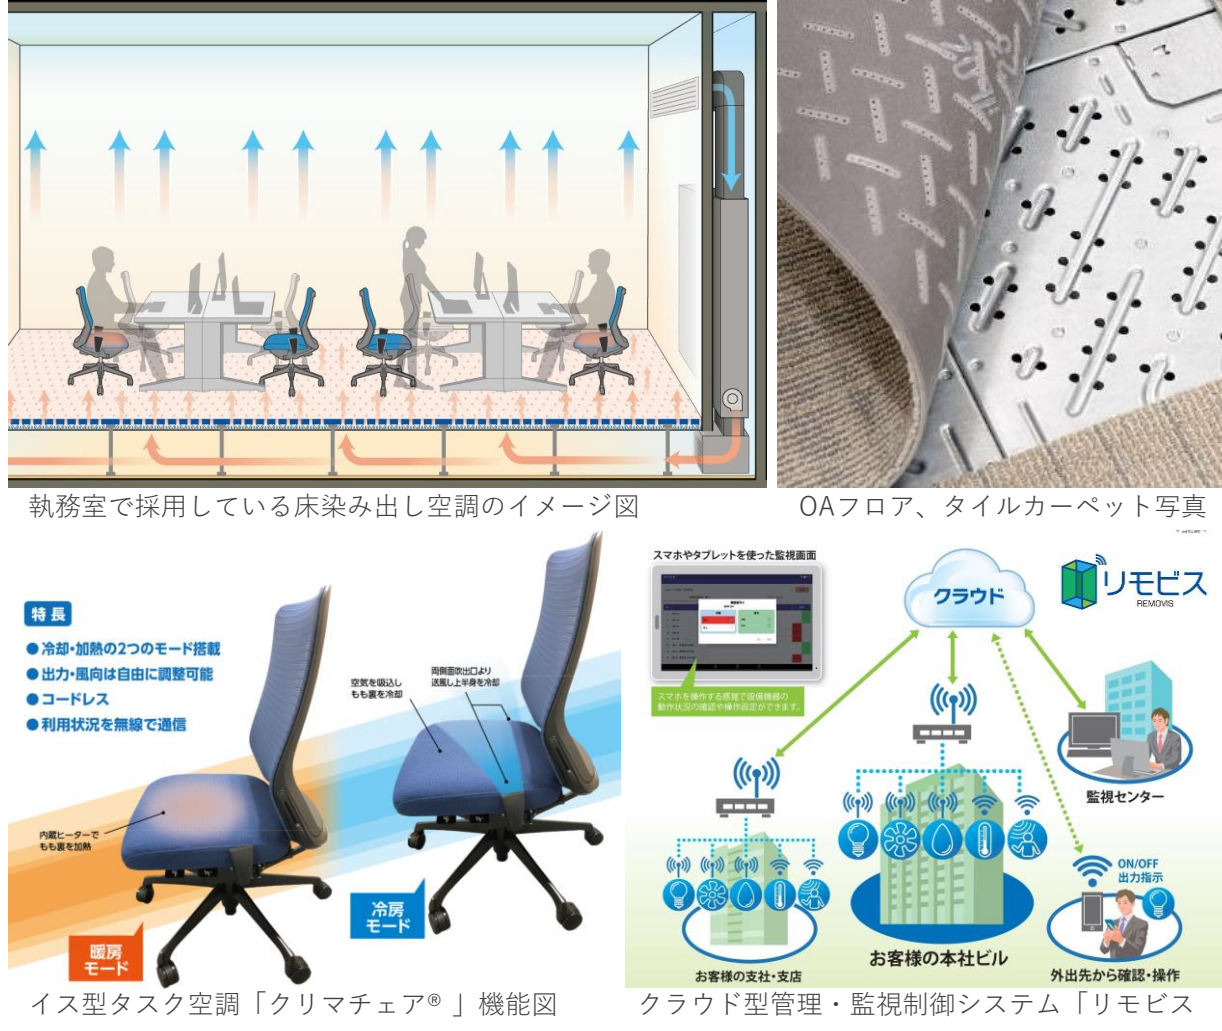 執務室で採用している床染み出し空調のイメージ図
OAフロア、タイルカーペット写真
特長
●冷却・加熱の2つのモード搭載
●出力・風向は自由に調整可能
●コードレス
●利用状況を無線で通信
空気を吸込し
もも裏を冷却
両側面吹出口より
送風し上半身を冷却
内蔵ヒーターで
もも裏を加熱
冷房
モード
暖房
モード
イス型タスク空調「クリマチェア® 」機能図
スマホやタブレットを使った監視画面
スマホを操作する感覚で設備機器の
動作状況の確認や操作設定ができます。
クラウド
リモビス
REMOVIS
監視センター
ON/OFF
出力指示
お客様の支社・支店
お客様の本社ビル
外出先から確認・操作
クラウド型管理・監視制御システム「リモビス